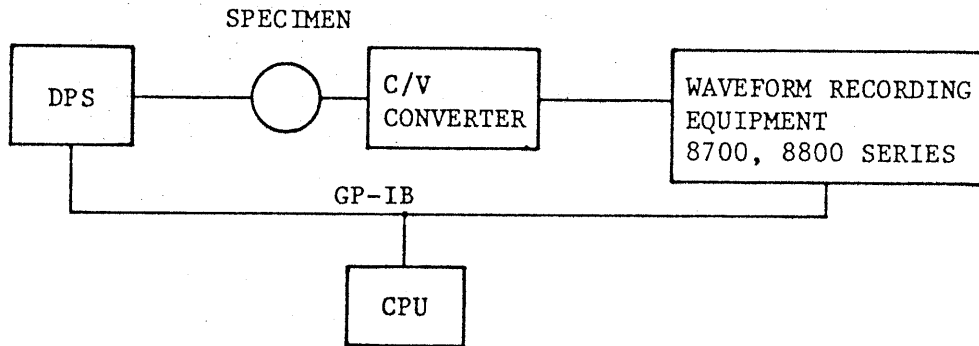 SPECIMEN
DPS
C/V
CONVERTER
WAVEFORM RECORDING
EQUIPMENT
8700, 8800 SERIES
GP-IB
CPU